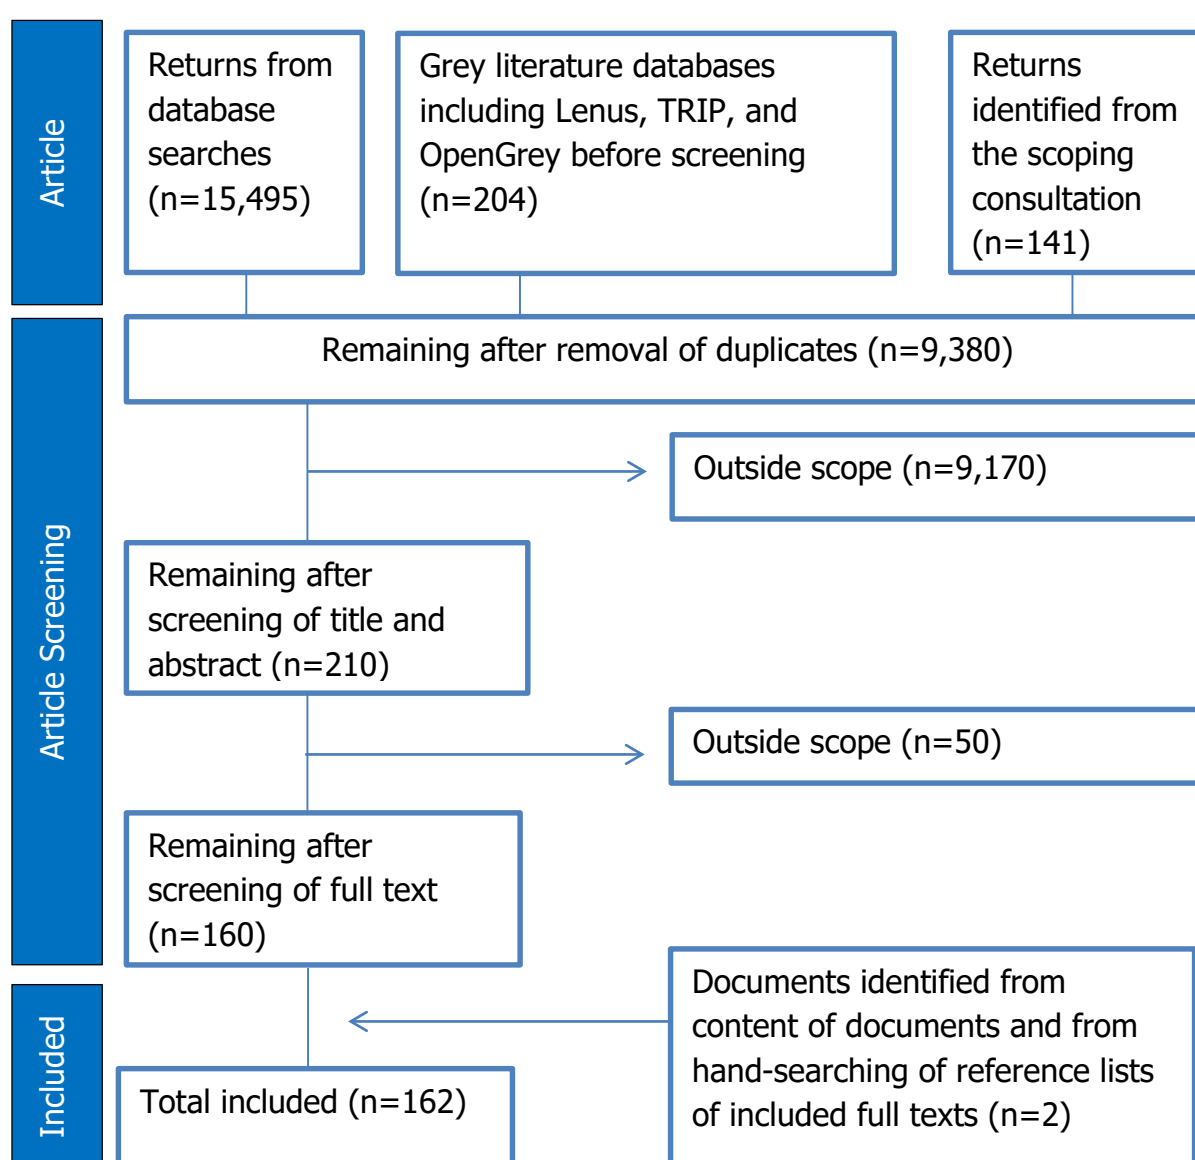 Article
Returns from
database
searches
(n=15,495)
Grey literature databases
including Lenus, TRIP, and
OpenGrey before screening
(n=204)
Returns
identified from
the scoping
consultation
(n=141)
Article Screening
Remaining after removal of duplicates (n=9,380)
Outside scope (n=9,170)
Remaining after
screening of title and
abstract (n=210)
Outside scope (n=50)
Remaining after
screening of full text
(n=160)
Included
Documents identified from
content of documents and from
hand-searching of reference lists
of included full texts (n=2)
Total included (n=162)